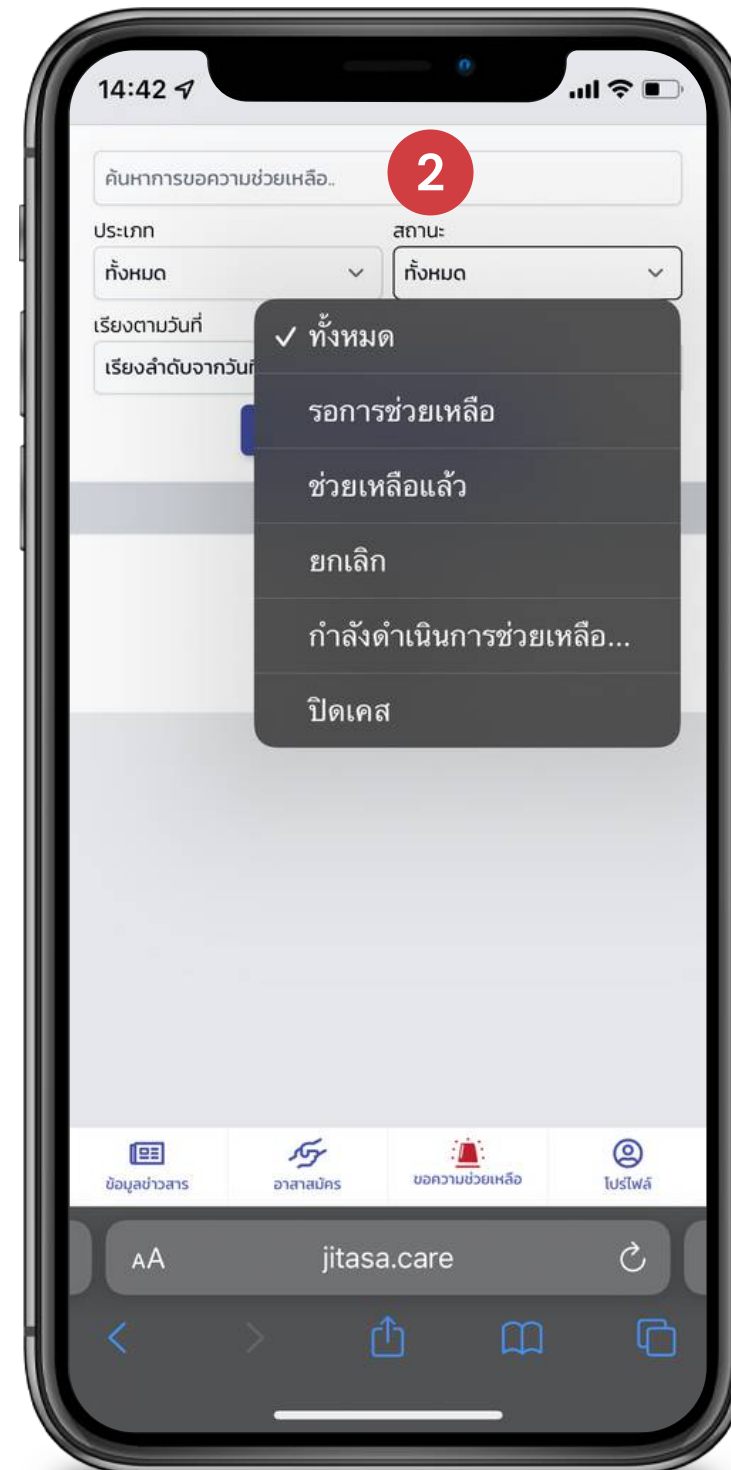 14:42
ค้นหาการขอความช่วยเหลือ..
2
ประเภท
สถานะ
ทั้งหมด
ทั้งหมด
เรียงตามวันที่
เรียงลำดับจากวันที่
✓ ทั้งหมด
รอการช่วยเหลือ
ช่วยเหลือแล้ว
ยกเลิก
กำลังดำเนินการช่วยเหลือ...
ปิดเคส
ข้อมูลข่าวสาร
อาสาสมัคร
ขอความช่วยเหลือ
โปรไฟล์
AA
jitasa.care